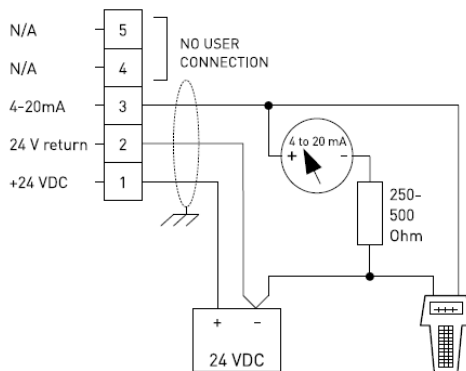 N/A
5
NO USER
CONNECTION
N/A
4
4-20mA
3
24 V return
2
+24 VDC
1
4 to 20 mA
+ -
250-
500
Ohm
+ -
24 VDC